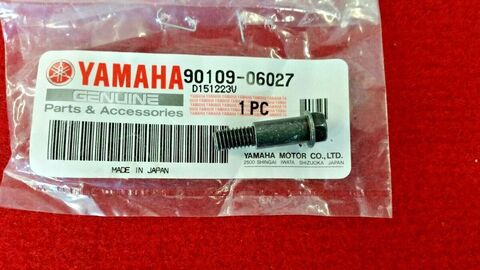 YAMAHA 90109-06027
D151223V
GENUINE
Parts & Accessories
1 PC
YAMAHA MOTOR CO., LTD.
2500 SHINGAI IWATA SHIZUOKA JAPAN
MADE IN JAPAN